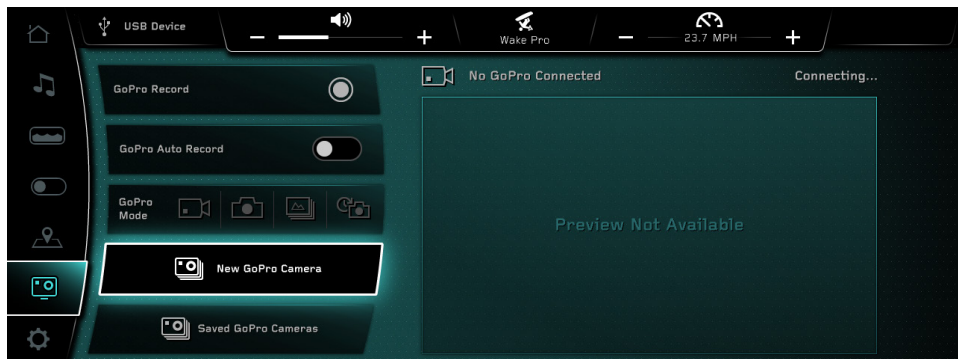 USB Device
Wake Pro
23.7 MPH
GoPro Record
No GoPro Connected
Connecting...
GoPro Auto Record
GoPro
Mode
Preview Not Available
New GoPro Camera
Saved GoPro Cameras